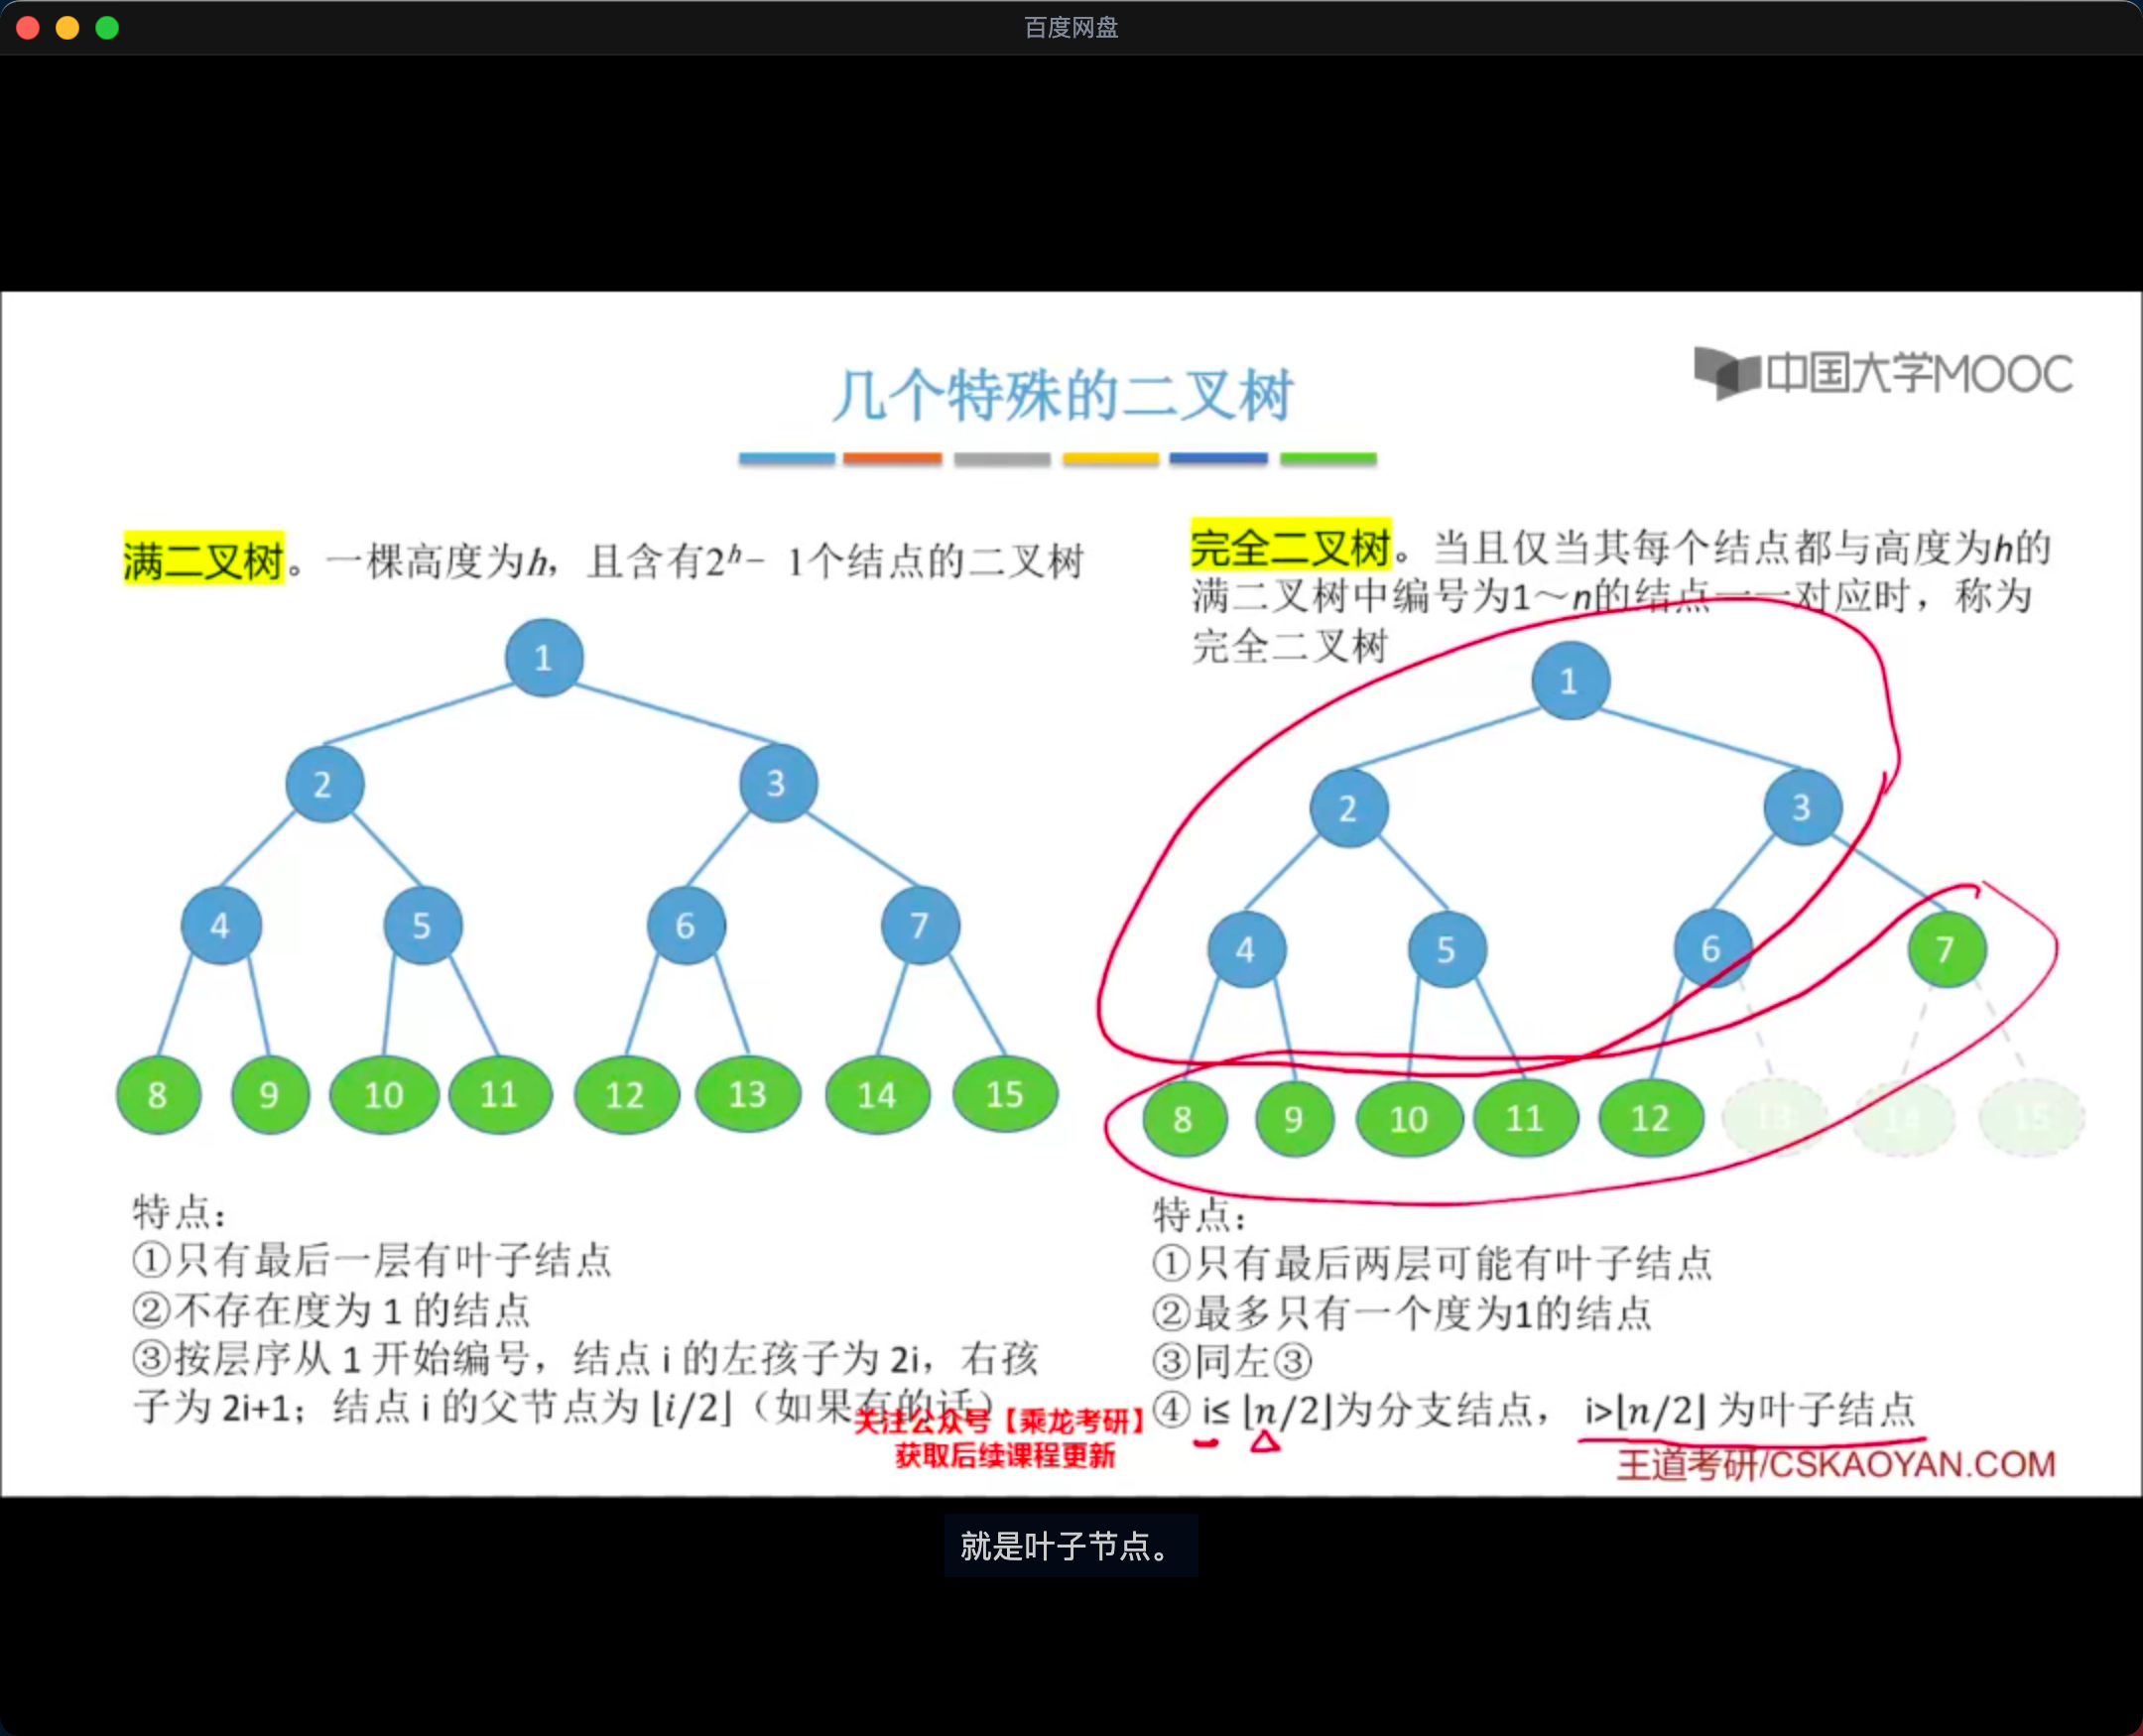 百度网盘
几个特殊的二叉树
中国大学MOOC
满二叉树。一棵高度为h，且含有2ʰ− 1个结点的二叉树
1
2
3
4
5
6
7
8
9
10
11
12
13
14
15
特点：
①只有最后一层有叶子结点
②不存在度为 1 的结点
③按层序从 1 开始编号，结点 i 的左孩子为 2i，右孩
子为 2i+1；结点 i 的父节点为 ⌊i/2⌋（如果有的话）
完全二叉树。当且仅当其每个结点都与高度为h的
满二叉树中编号为1～n的结点一一对应时，称为
完全二叉树
1
2
3
4
5
6
7
8
9
10
11
12
13
14
15
特点：
①只有最后两层可能有叶子结点
②最多只有一个度为1的结点
③同左③
④ i≤ ⌊n/2⌋为分支结点， i>⌊n/2⌋ 为叶子结点
关注公众号【乘龙考研】
获取后续课程更新
王道考研/CSKAOYAN.COM
就是叶子节点。